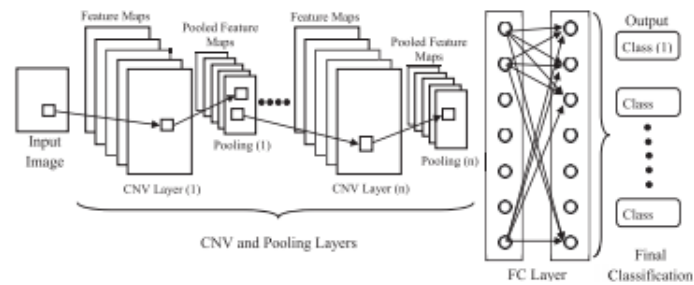 Feature Maps
Pooled Feature
Maps
Feature Maps
Pooled Feature
Maps
Output
Class (1)
Class
Class
Input
Image
Pooling (1)
Pooling (n)
CNV Layer (1)
CNV Layer (n)
CNV and Pooling Layers
FC Layer
Final
Classification